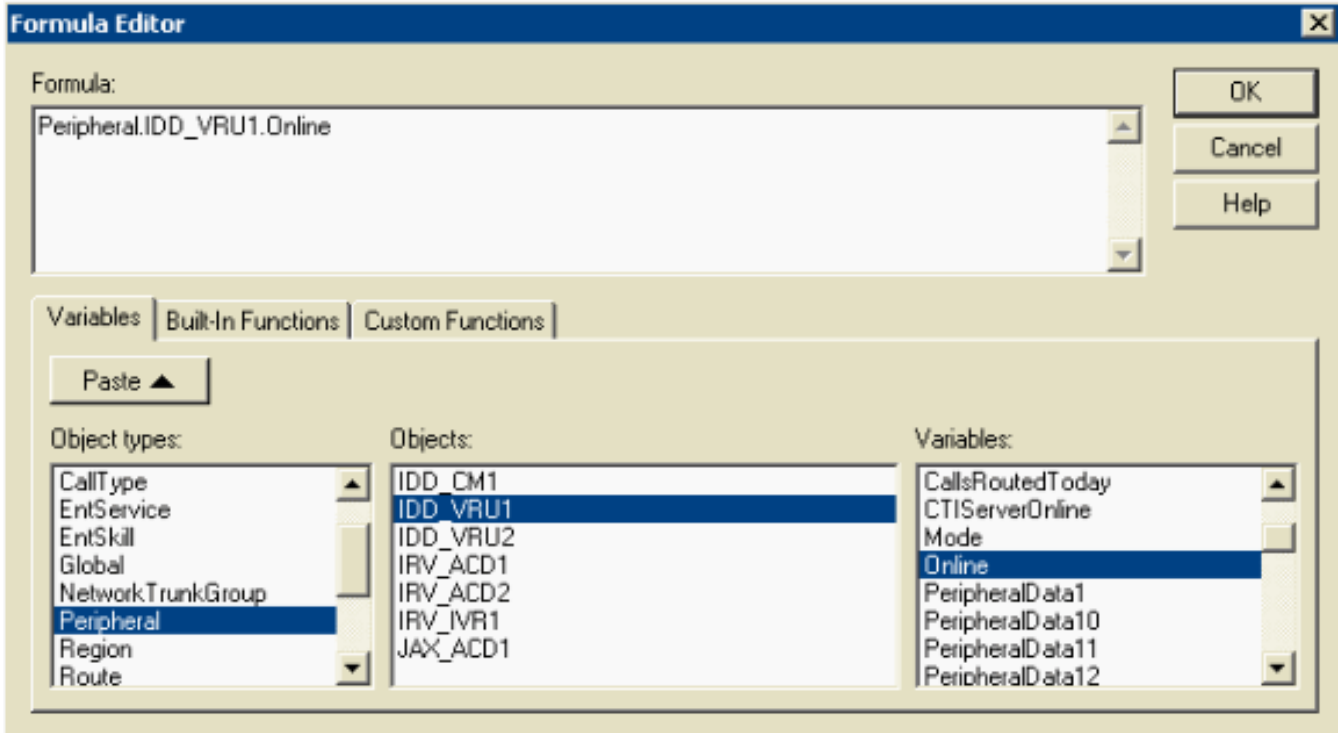 Formula Editor
Formula:
OK
Peripheral.IDD_VRU1.Online
Cancel
Help
Variables
Built-In Functions
Custom Functions
Paste
Object types:
Objects:
Variables:
CallType
EntService
EntSkill
Global
NetworkTrunkGroup
Peripheral
Region
Route
IDD_CM1
IDD_VRU1
IDD_VRU2
IRV_ACD1
IRV_ACD2
IRV_IVR1
JAX_ACD1
CallsRoutedToday
CTIServerOnline
Mode
Online
PeripheralData1
PeripheralData10
PeripheralData11
PeripheralData12